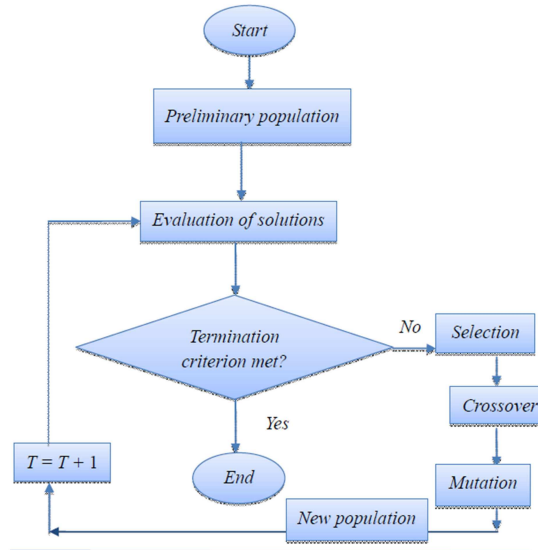 Start
Preliminary population
Evaluation of solutions
Termination
criterion met?
No
Selection
Crossover
Yes
T = T + 1
End
Mutation
New population